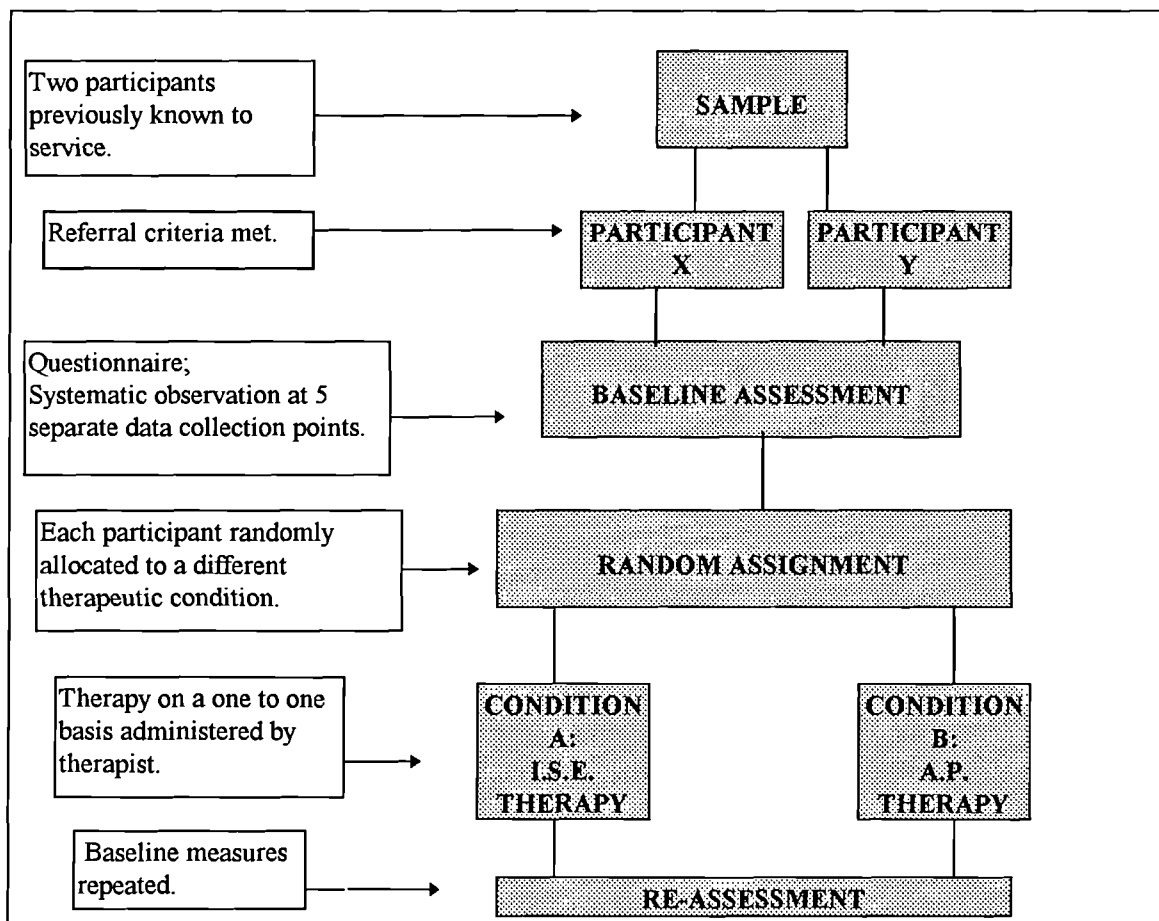 Two participants
previously known to
service.
SAMPLE
Referral criteria met.
PARTICIPANT
X
PARTICIPANT
Y
Questionnaire;
Systematic observation at 5
separate data collection points.
BASELINE ASSESSMENT
Each participant randomly
allocated to a different
therapeutic condition.
RANDOM ASSIGNMENT
Therapy on a one to one
basis administered by
therapist.
CONDITION
A:
I.S.E.
THERAPY
CONDITION
B:
A.P.
THERAPY
Baseline measures
repeated.
RE-ASSESSMENT